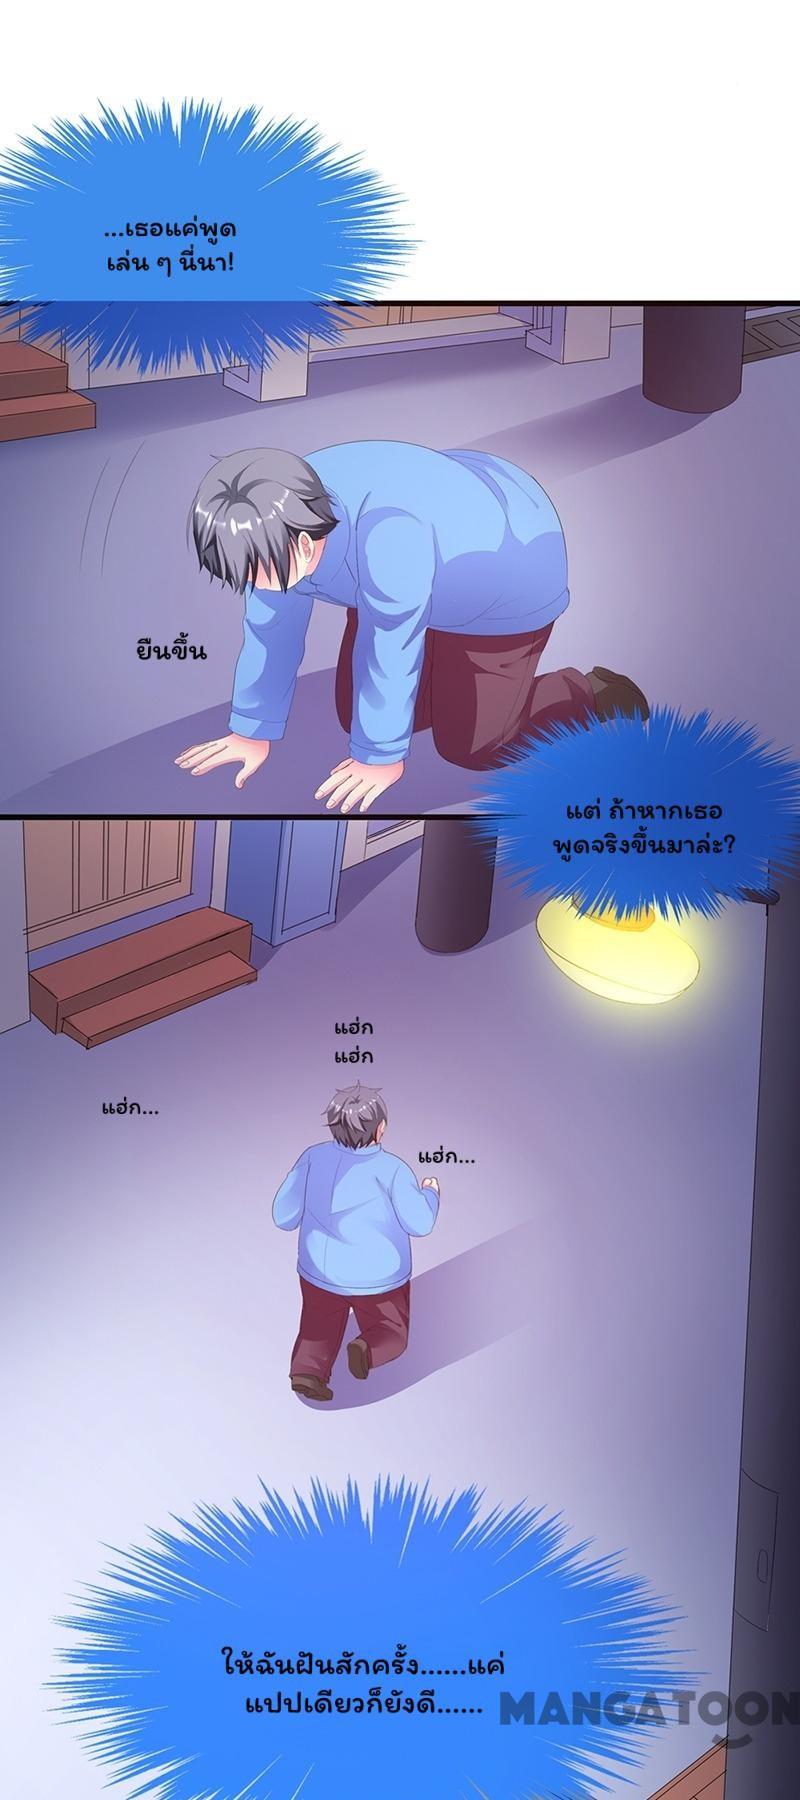 ...เธอแค่พูด
เล่น ๆ นี่นา!
ยืนขึ้น
แต่ ถ้าหากเธอ
พูดจริงขึ้นมาล่ะ?
แฮ่ก
แฮ่ก
แฮ่ก...
แฮ่ก...
ให้ฉันฝันสักครั้ง......แค่
แปปเดียวก็ยังดี......
MANGATOON